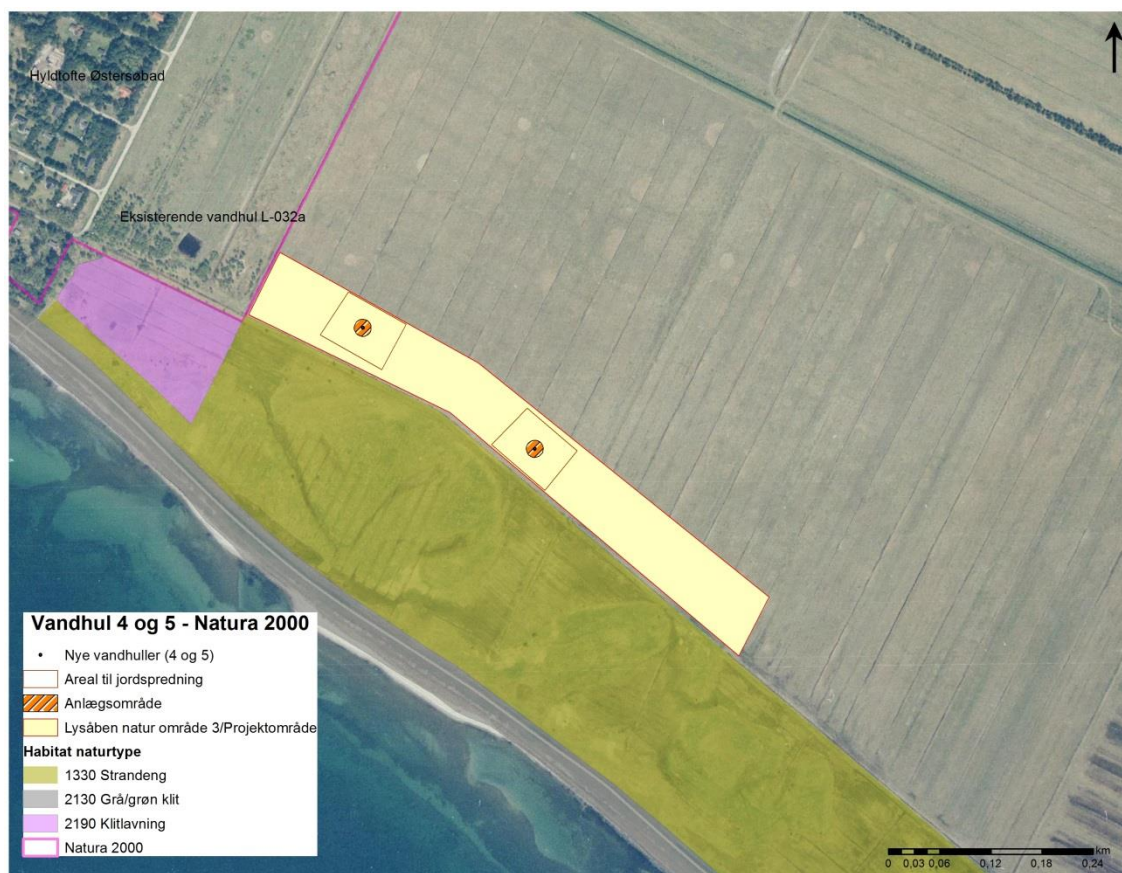 Hyldtofte Østersøbad
Eksisterende vandhul L-032a
Vandhul 4 og 5 - Natura 2000
Nye vandhuller (4 og 5)
Areal til jordspredning
Anlægsområde
Lysåben natur område 3/Projektområde
Habitat naturtype
1330 Strandeng
2130 Grå/grøn klit
2190 Klitlavning
Natura 2000
km
0 0,03 0,06 0,12 0,18 0,24